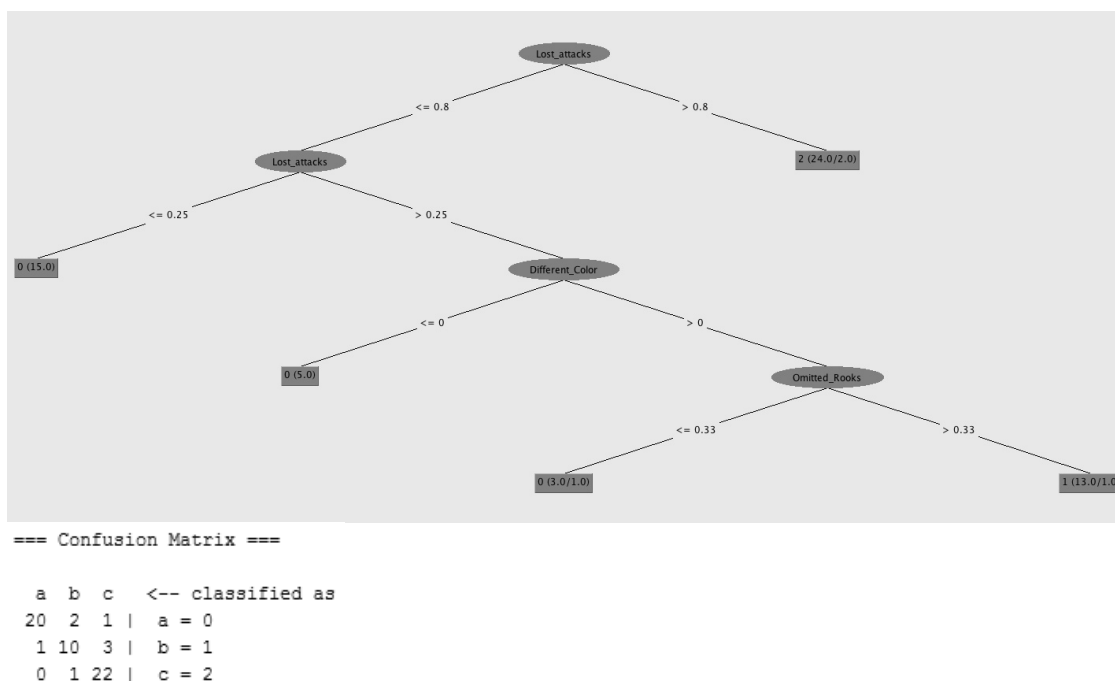 Lost_attacks
<= 0.8
> 0.8
Lost_attacks
2 (24.0/2.0)
<= 0.25
> 0.25
0 (15.0)
Different_Color
<= 0
> 0
0 (5.0)
Omitted_Rooks
<= 0.33
> 0.33
0 (3.0/1.0)
1 (13.0/1.0
=== Confusion Matrix ===
a b c <-- classified as
20 2 1 | a = 0
1 10 3 | b = 1
0 1 22 | c = 2